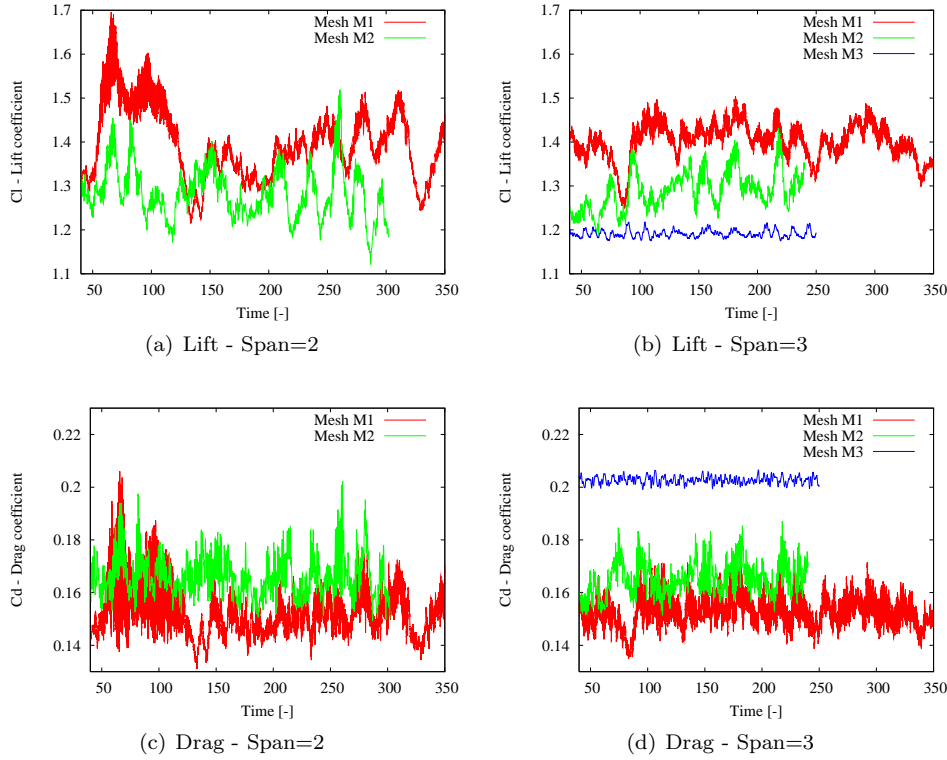 1.7
1.6
1.5
1.4
1.3
1.2
1.1
Cl - Lift coefficient
Mesh M1
Mesh M2
50 100 150 200 250 300 350
Time [-]
(a) Lift - Span=2
1.7
1.6
1.5
1.4
1.3
1.2
1.1
Cl - Lift coefficient
Mesh M1
Mesh M2
Mesh M3
50 100 150 200 250 300 350
Time [-]
(b) Lift - Span=3
0.22
0.2
0.18
0.16
0.14
Cd - Drag coefficient
Mesh M1
Mesh M2
50 100 150 200 250 300 350
Time [-]
(c) Drag - Span=2
0.22
0.2
0.18
0.16
0.14
Cd - Drag coefficient
Mesh M1
Mesh M2
Mesh M3
50 100 150 200 250 300 350
Time [-]
(d) Drag - Span=3